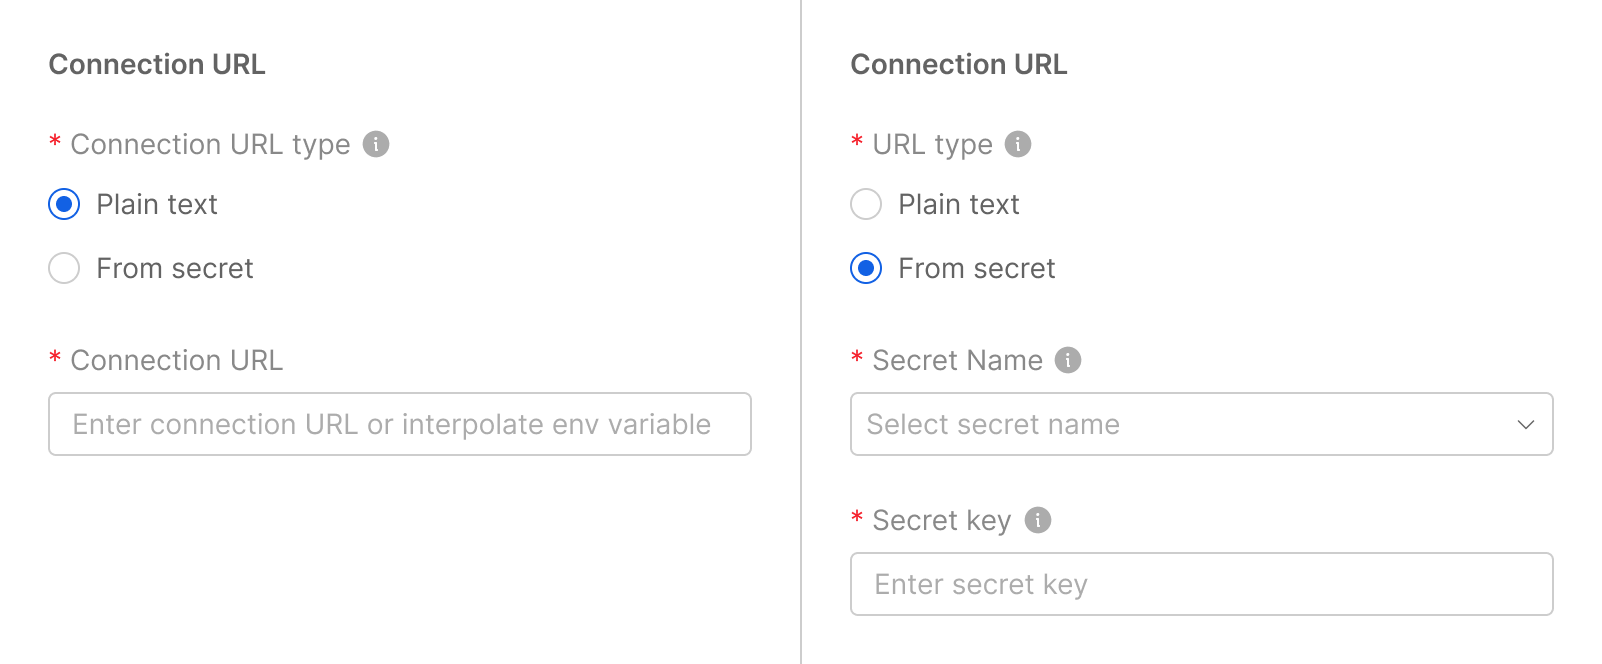 Connection URL
* Connection URL type
Plain text
From secret
* Connection URL
Enter connection URL or interpolate env variable
Connection URL
* URL type
Plain text
From secret
* Secret Name
Select secret name
* Secret key
Enter secret key